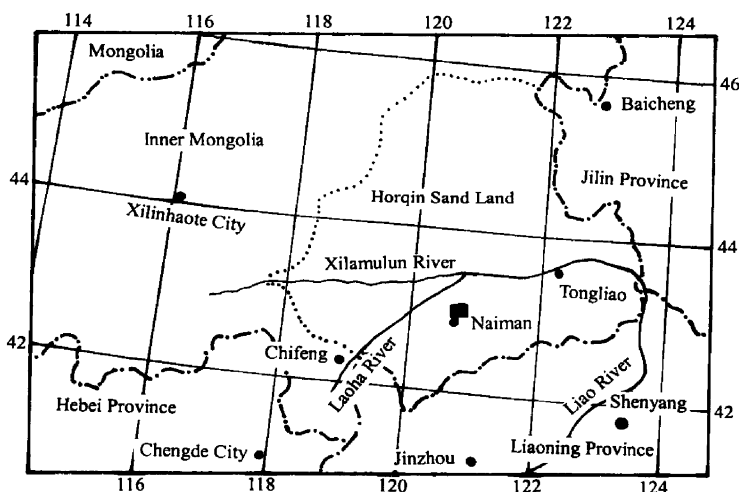 114 116 118 120 122 124
Mongolia
46
Baicheng
Inner Mongolia
Jilin Province
44
Horqin Sand Land
Xilinhaote City
44
Xilamulun River
Tongliao
Naiman
42
Chifeng
Laoha River
Liao River
Hebei Province
Shenyang
42
Chengde City
Jinzhou
Liaoning Province
116 118 120 122 124